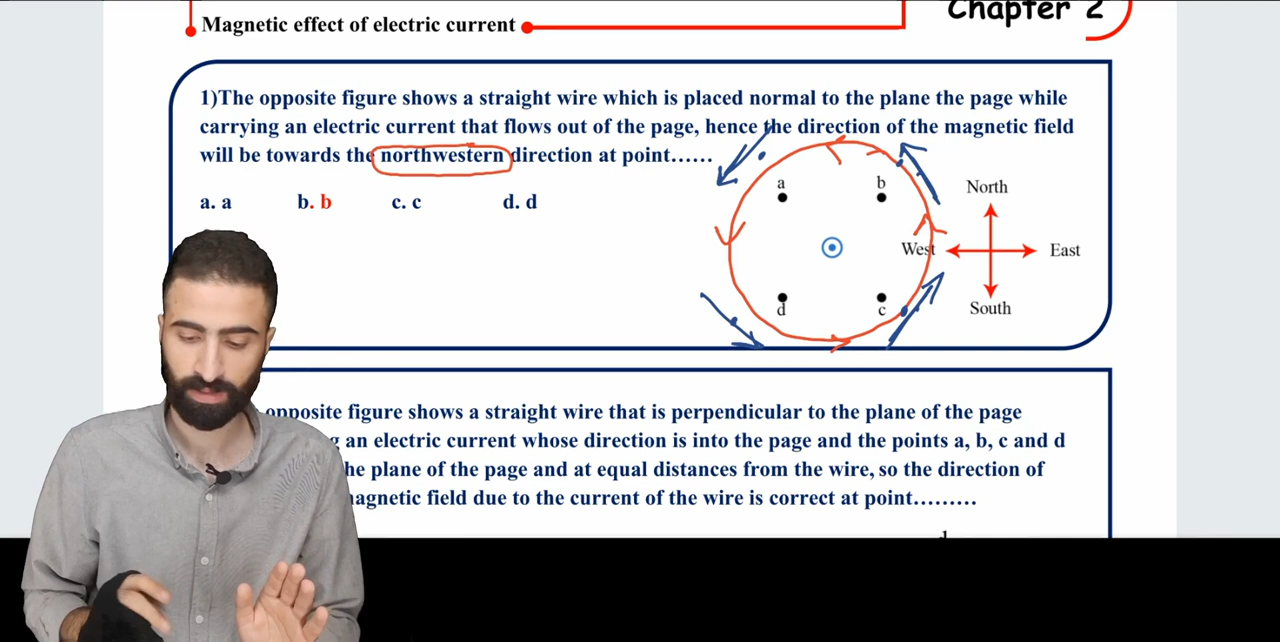 Chapter 2
Magnetic effect of electric current
1)The opposite figure shows a straight wire which is placed normal to the plane the page while
carrying an electric current that flows out of the page, hence the direction of the magnetic field
will be towards the northwestern direction at point......
a. a b. b c. c d. d
a b
d c
North
West East
South
opposite figure shows a straight wire that is perpendicular to the plane of the page
an electric current whose direction is into the page and the points a, b, c and d
he plane of the page and at equal distances from the wire, so the direction of
agnetic field due to the current of the wire is correct at point.........